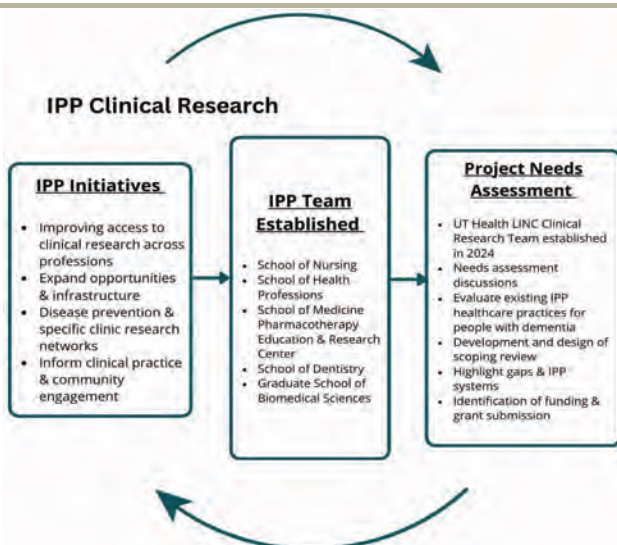 IPP Clinical Research
IPP Initiatives
• Improving access to
clinical research across
professions
• Expand opportunities
& infrastructure
• Disease prevention &
specific clinic research
networks
• Inform clinical practice
& community
engagement
IPP Team
Established
• School of Nursing
• School of Health
Professions
• School of Medicine
Pharmacotherapy
Education & Research
Center
• School of Dentistry
• Graduate School of
Biomedical Sciences
Project Needs
Assessment
• UT Health LINC Clinical
Research Team established
in 2024
• Needs assessment
discussions
• Evaluate existing IPP
healthcare practices for
people with dementia
• Development and design of
scoping review
• Highlight gaps & IPP
systems
• Identification of funding &
grant submission